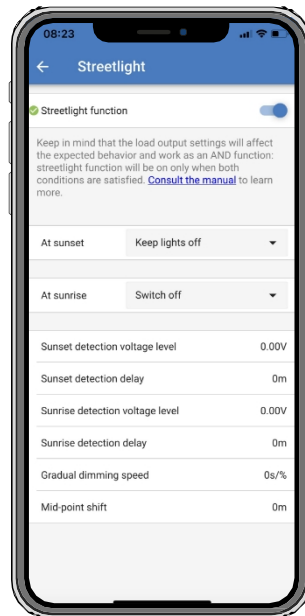 08:23
Streetlight
Streetlight function
Keep in mind that the load output settings will affect
the expected behavior and work as an AND function:
streetlight function will be on only when both
conditions are satisfied. Consult the manual to learn
more.
At sunset Keep lights off
At sunrise Switch off
Sunset detection voltage level 0.00V
Sunset detection delay 0m
Sunrise detection voltage level 0.00V
Sunrise detection delay 0m
Gradual dimming speed 0s/%
Mid-point shift 0m